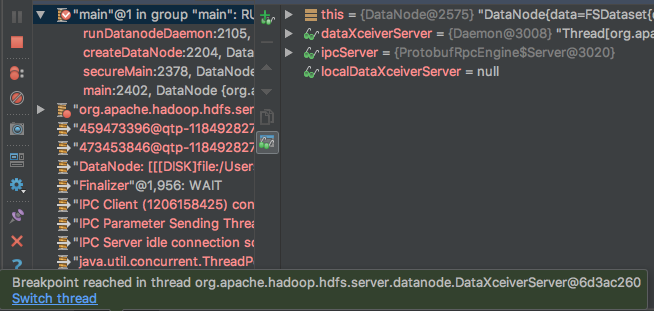 "main"@1 in group "main": RU
runDatanodeDaemon:2105,
createDataNode:2204, Data
secureMain:2378, DataNod
main:2402, DataNode {org.a
"org.apache.hadoop.hdfs.serve
"459473396@qtp-118492827
"473453846@qtp-118492827
"DataNode: [[[DISK]file:/Users
"Finalizer"@1,956: WAIT
"IPC Client (1206158425) con
"IPC Parameter Sending Threa
"IPC Server idle connection sc
"java.util.concurrent.ThreadP
this = {DataNode@2575} "DataNode{data=FSDataset{c
dataXceiverServer = {Daemon@3008} "Thread[org.apa
ipcServer = {ProtobufRpcEngine$Server@3020}
localDataXceiverServer = null
Breakpoint reached in thread org.apache.hadoop.hdfs.server.datanode.DataXceiverServer@6d3ac260
Switch thread